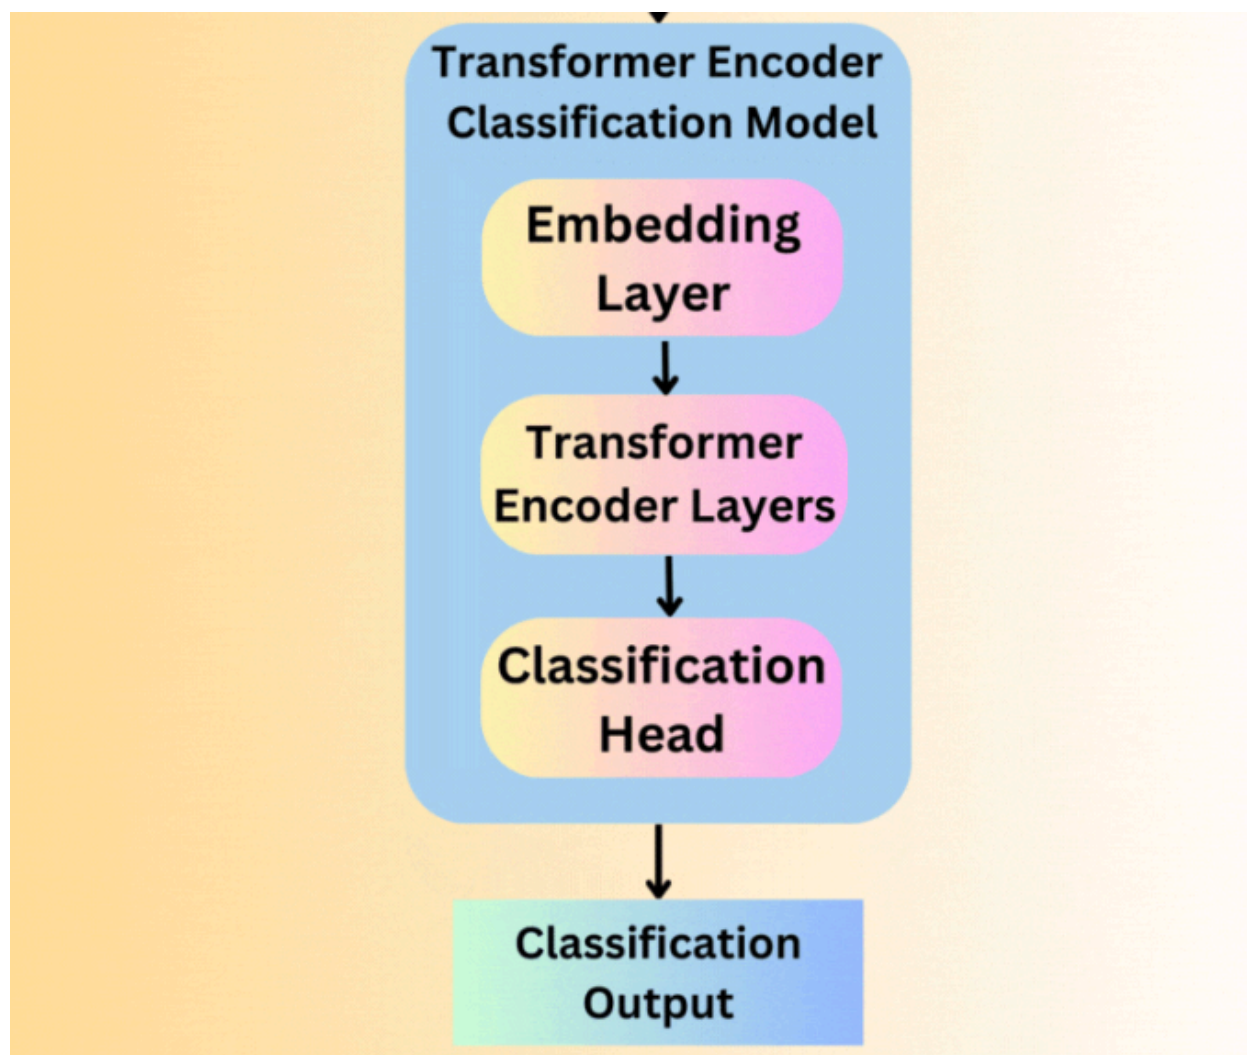 Transformer Encoder
Classification Model
Embedding
Layer
Transformer
Encoder Layers
Classification
Head
Classification
Output